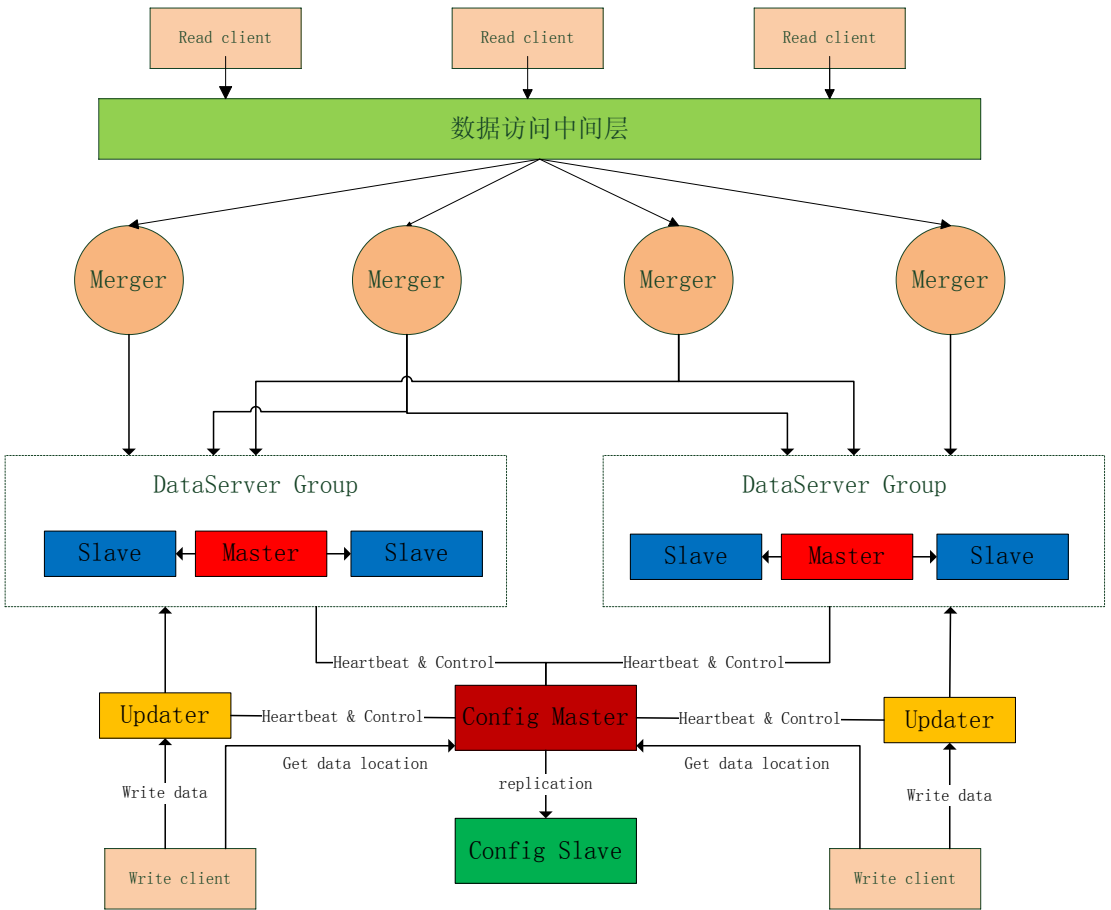 Read client
Read client
Read client
数据访问中间层
Merger
Merger
Merger
Merger
DataServer Group
DataServer Group
Slave
Master
Slave
Slave
Master
Slave
Heartbeat & Control
Heartbeat & Control
Updater
Heartbeat & Control
Config Master
Heartbeat & Control
Updater
Get data location
Get data location
replication
Write data
Write data
Config Slave
Write client
Write client